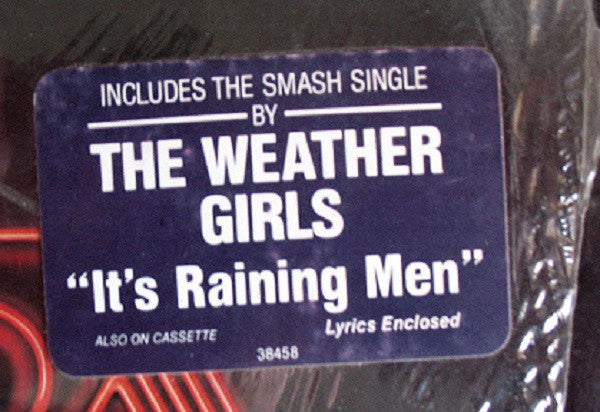 INCLUDES THE SMASH SINGLE
BY
THE WEATHER
GIRLS
“It's Raining Men”
ALSO ON CASSETTE
Lyrics Enclosed
38458